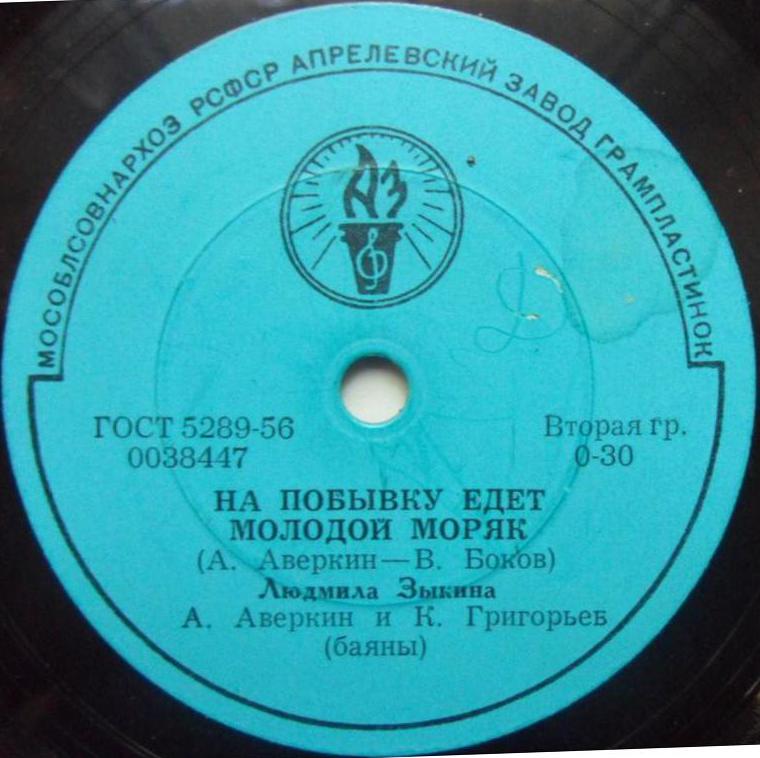 МОСОБЛСОВНАРХОЗ РСФСР АПРЕЛЕВСКИЙ ЗАВОД ГРАМПЛАСТИНОК
АЗ
ГОСТ 5289-56
0038447
Вторая гр.
0-30
НА ПОБЫВКУ ЕДЕТ
МОЛОДОЙ МОРЯК
(А. Аверкин — В. Боков)
Людмила Зыкина
А. Аверкин и К. Григорьев
(баяны)